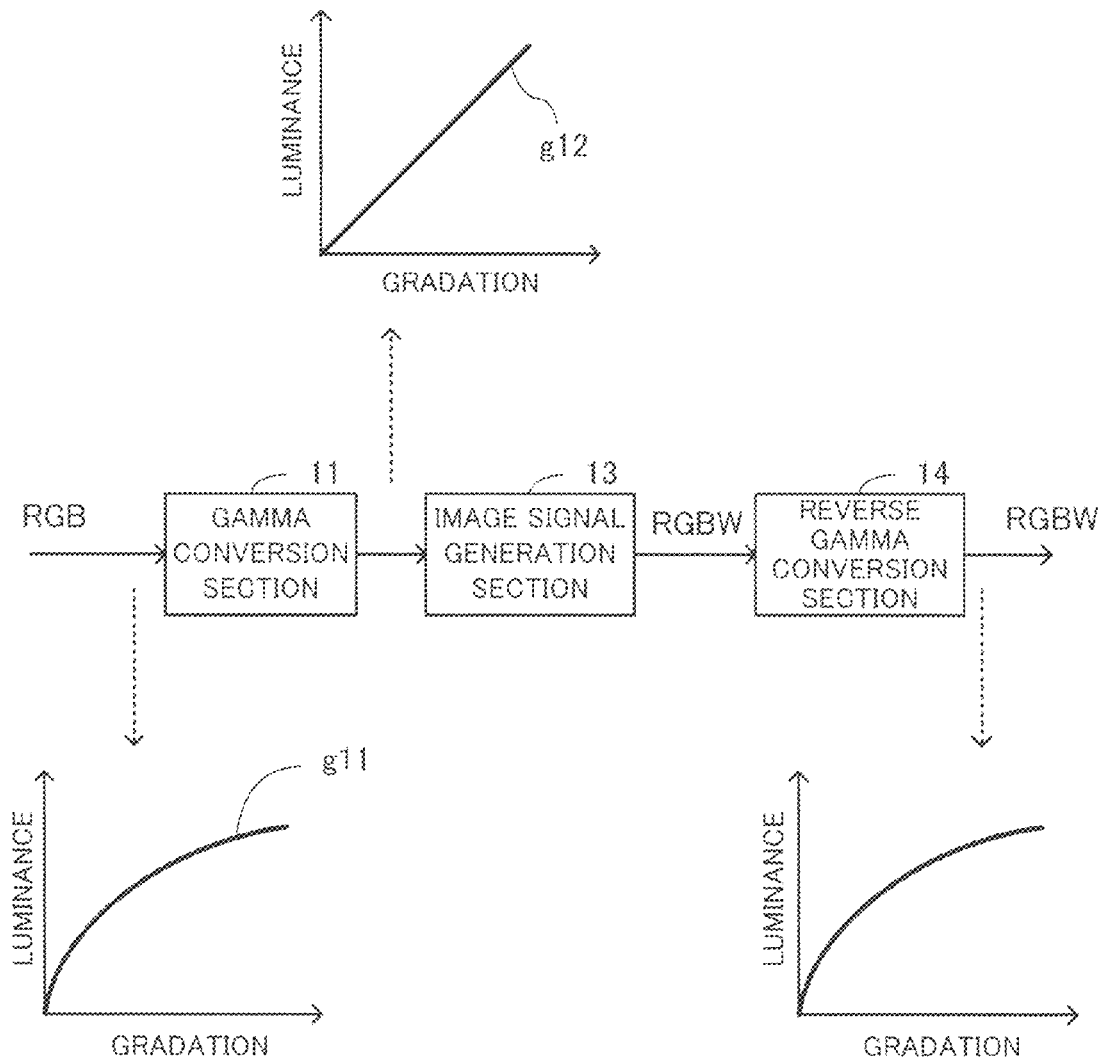 LUMINANCE
g12
GRADATION
11
13
14
RGB
GAMMA
CONVERSION
SECTION
IMAGE SIGNAL
GENERATION
SECTION
RGBW
REVERSE
GAMMA
CONVERSION
SECTION
RGBW
g11
LUMINANCE
GRADATION
LUMINANCE
GRADATION